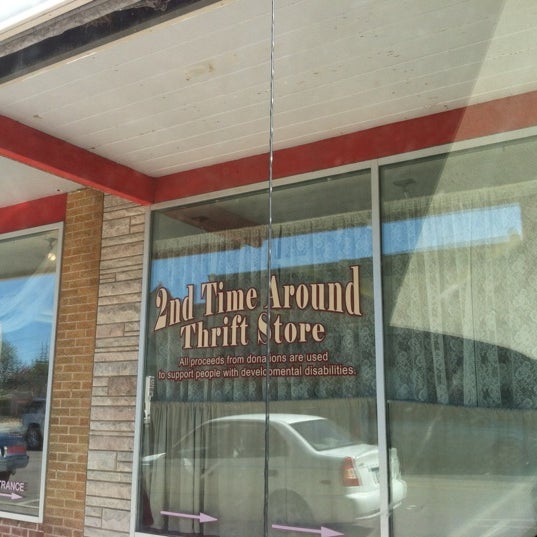 2nd Time Around
Thrift Store
All proceeds from donations are used
to support people with developmental disabilities.
TRANCE